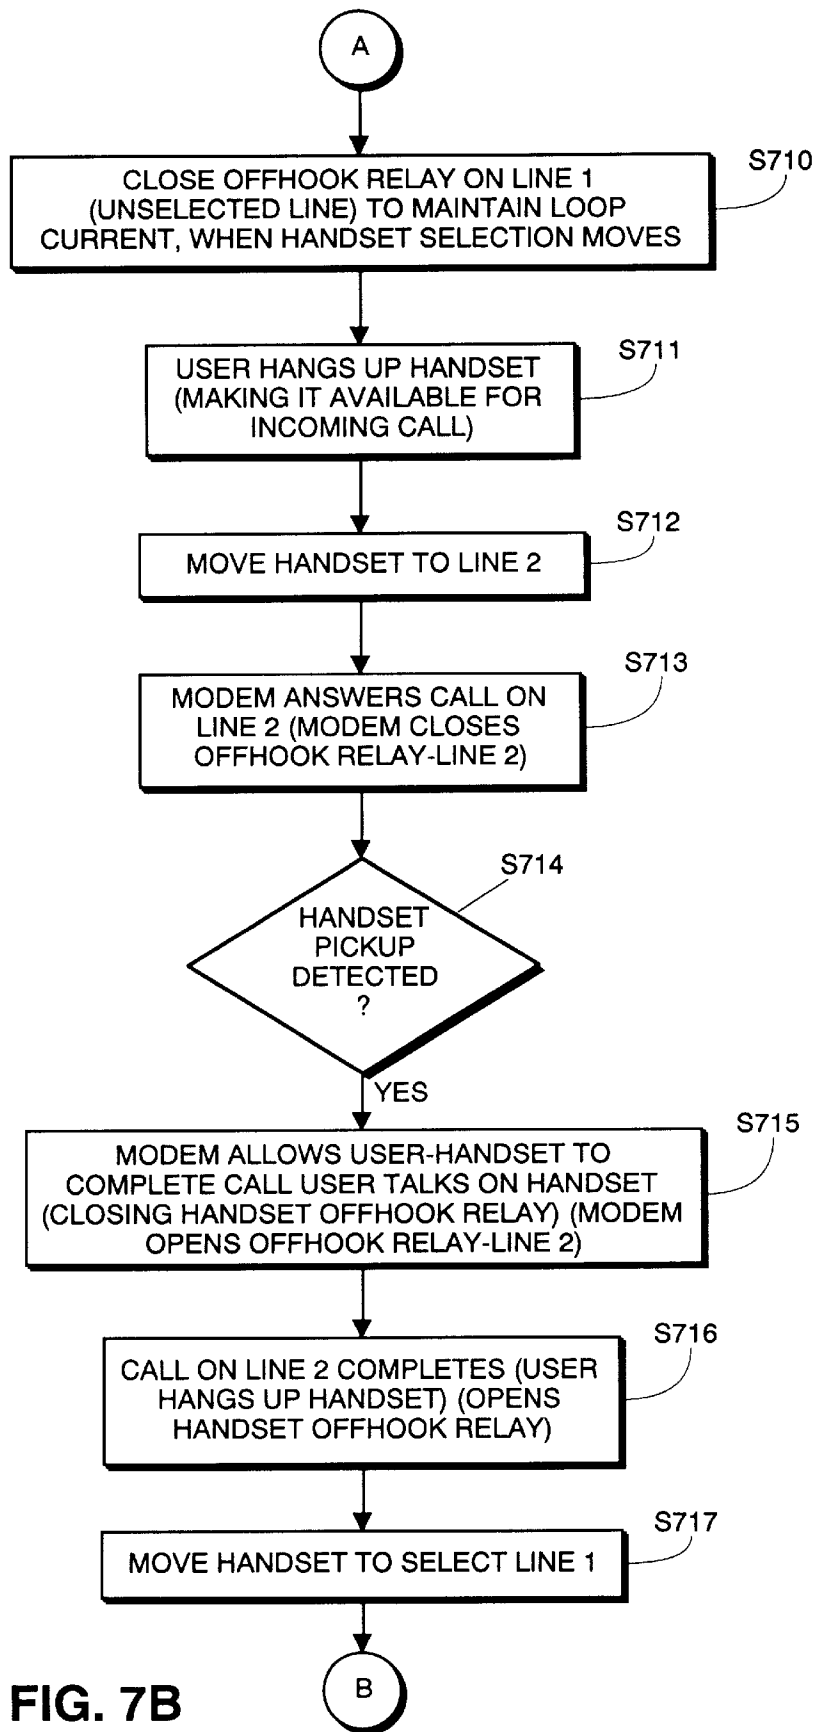 A
CLOSE OFFHOOK RELAY ON LINE 1
(UNSELECTED LINE) TO MAINTAIN LOOP
CURRENT, WHEN HANDSET SELECTION MOVES
S710
USER HANGS UP HANDSET
(MAKING IT AVAILABLE FOR
INCOMING CALL)
S711
MOVE HANDSET TO LINE 2
S712
MODEM ANSWERS CALL ON
LINE 2 (MODEM CLOSES
OFFHOOK RELAY-LINE 2)
S713
HANDSET
PICKUP
DETECTED
?
S714
YES
MODEM ALLOWS USER-HANDSET TO
COMPLETE CALL USER TALKS ON HANDSET
(CLOSING HANDSET OFFHOOK RELAY) (MODEM
OPENS OFFHOOK RELAY-LINE 2)
S715
CALL ON LINE 2 COMPLETES (USER
HANGS UP HANDSET) (OPENS
HANDSET OFFHOOK RELAY)
S716
MOVE HANDSET TO SELECT LINE 1
S717
B
FIG. 7B